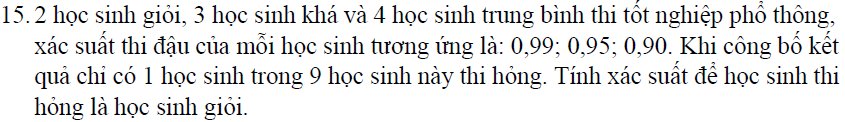 15. 2 học sinh giỏi, 3 học sinh khá và 4 học sinh trung bình thi tốt nghiệp phổ thông,
xác suất thi đậu của mỗi học sinh tương ứng là: 0,99; 0,95; 0,90. Khi công bố kết
quả chỉ có 1 học sinh trong 9 học sinh này thi hỏng. Tính xác suất để học sinh thi
hỏng là học sinh giỏi.